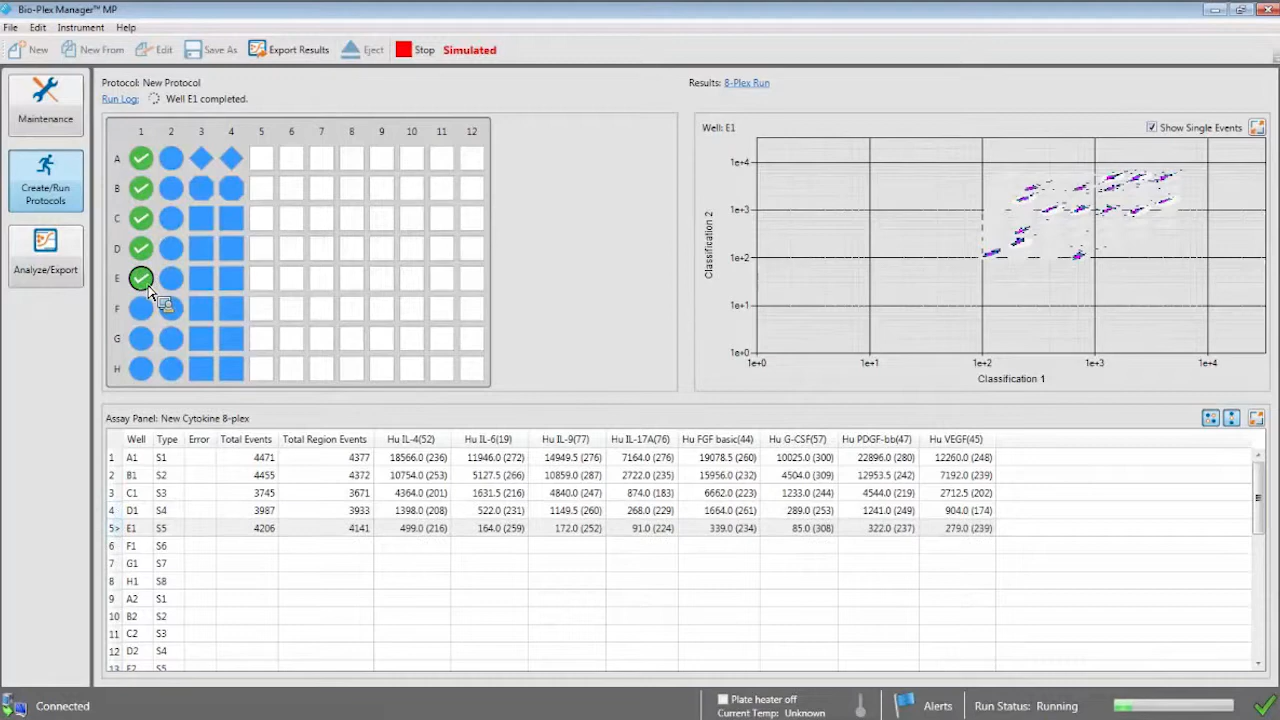 Bio-Plex Manager™ MP
File Edit Instrument Help
New New From Edit Save As Export Results Eject Stop Simulated
Maintenance
Create/Run Protocols
Analyze/Export
Protocol: New Protocol
Results: 8-Plex Run
Run Log: Well E1 completed.
1 2 3 4 5 6 7 8 9 10 11 12
A
B
C
D
E
F
G
H
Well: E1 Show Single Events
Classification 2
1e+4
1e+3
1e+2
1e+1
1e+0
1e+0 1e+1 1e+2 1e+3 1e+4
Classification 1
Assay Panel: New Cytokine 8-plex
Well Type Error Total Events Total Region Events Hu IL-4(52) Hu IL-6(19) Hu IL-9(77) Hu IL-17A(76) Hu FGF basic(44) Hu G-CSF(57) Hu PDGF-bb(47) Hu VEGF(45)
1 A1 S1 4471 4377 18566.0 (236) 11946.0 (272) 14949.5 (276) 7164.0 (276) 19078.5 (260) 10025.0 (300) 22896.0 (280) 12260.0 (248)
2 B1 S2 4455 4372 10754.0 (253) 5127.5 (266) 10859.0 (287) 2722.0 (235) 15956.0 (232) 4504.0 (309) 12953.5 (242) 7192.0 (239)
3 C1 S3 3745 3671 4364.0 (201) 1631.5 (216) 4840.0 (247) 874.0 (183) 6662.0 (223) 1233.0 (244) 4544.0 (219) 2712.5 (202)
4 D1 S4 3987 3933 1398.0 (208) 522.0 (231) 1149.5 (260) 268.0 (229) 1664.0 (261) 289.0 (253) 1241.0 (249) 904.0 (174)
5> E1 S5 4206 4141 499.0 (216) 164.0 (259) 172.0 (252) 91.0 (224) 339.0 (234) 85.0 (308) 322.0 (237) 279.0 (239)
6 F1 S6
7 G1 S7
8 H1 S8
9 A2 S1
10 B2 S2
11 C2 S3
12 D2 S4
13 E2 S5
Connected
Plate heater off
Current Temp: Unknown
Alerts
Run Status: Running